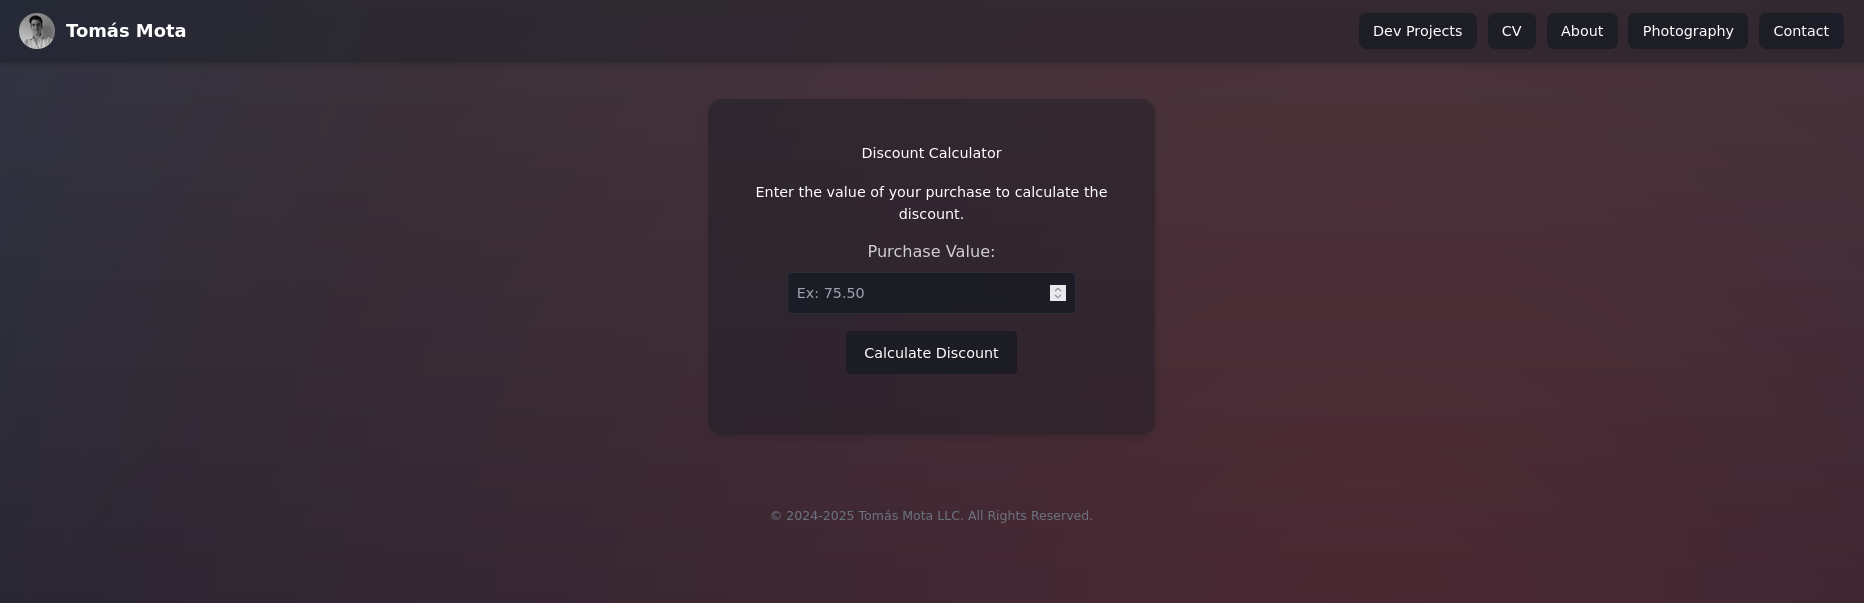 Tomás Mota
Dev Projects
CV
About
Photography
Contact
Discount Calculator
Enter the value of your purchase to calculate the
discount.
Purchase Value:
Ex: 75.50
Calculate Discount
© 2024-2025 Tomás Mota LLC. All Rights Reserved.